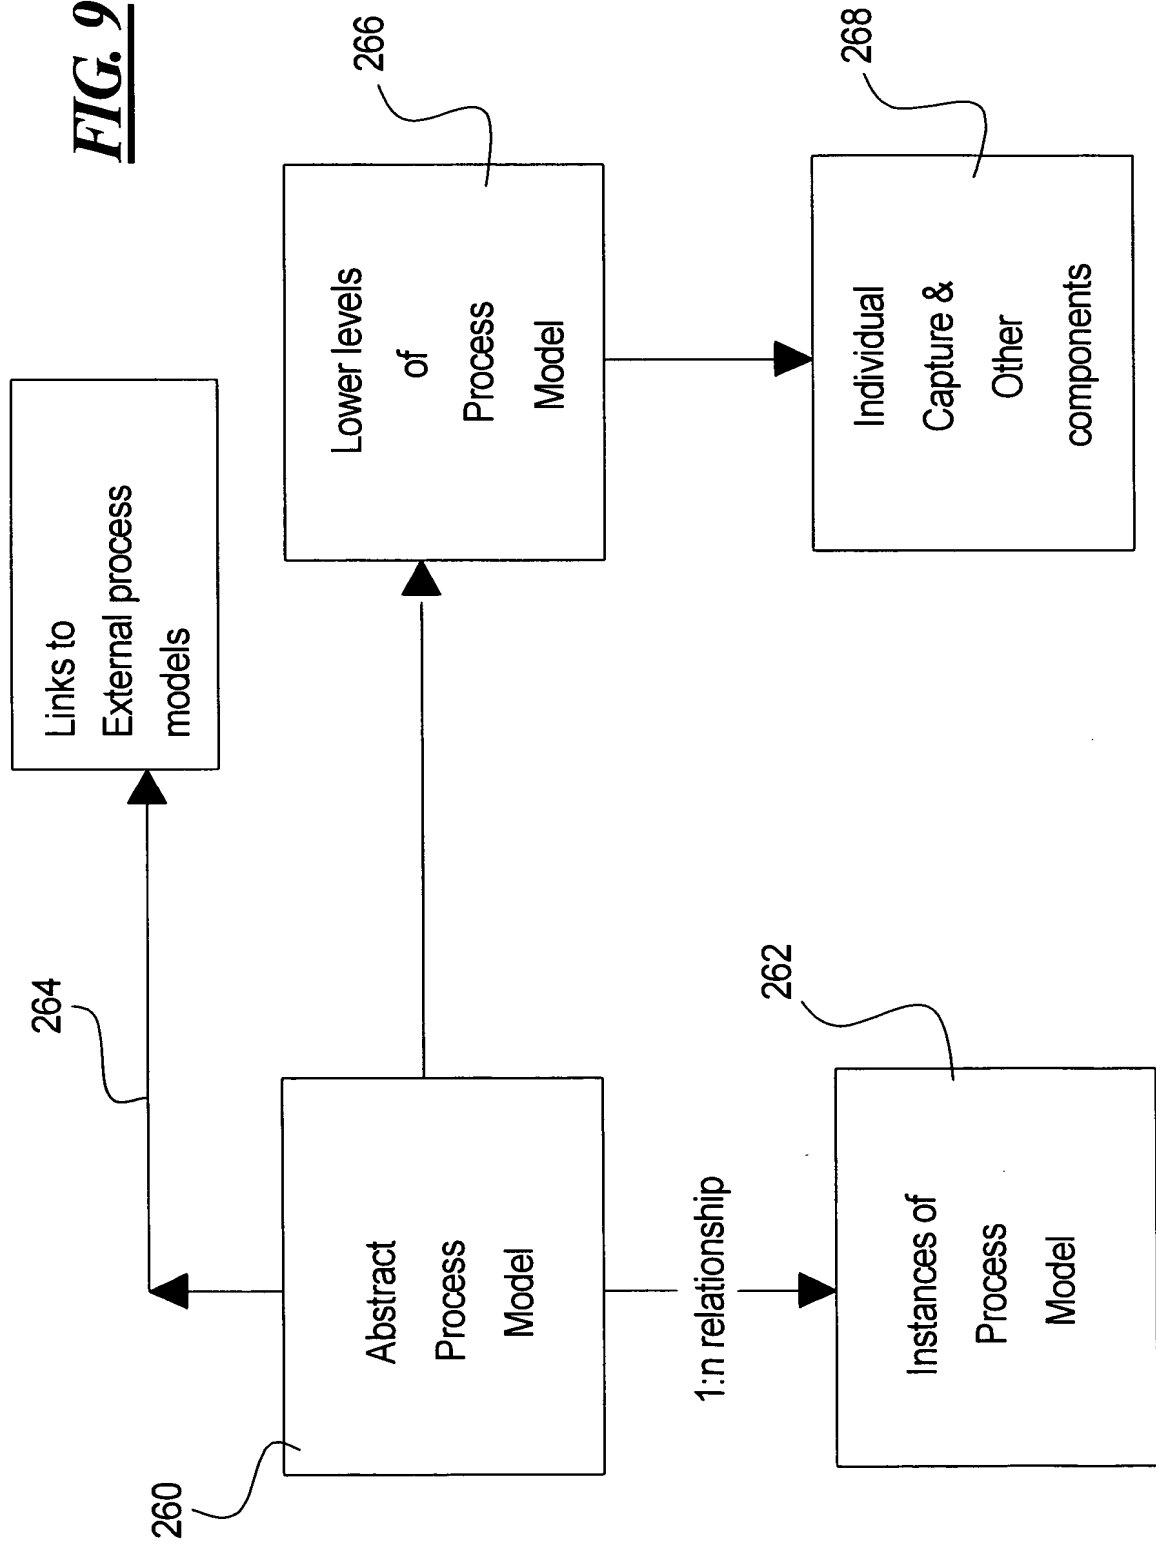 FIG. 9
264
Links to
External process
models
260
Abstract
Process
Model
266
Lower levels
of
Process
Model
1:n relationship
262
Instances of
Process
Model
268
Individual
Capture &
Other
components